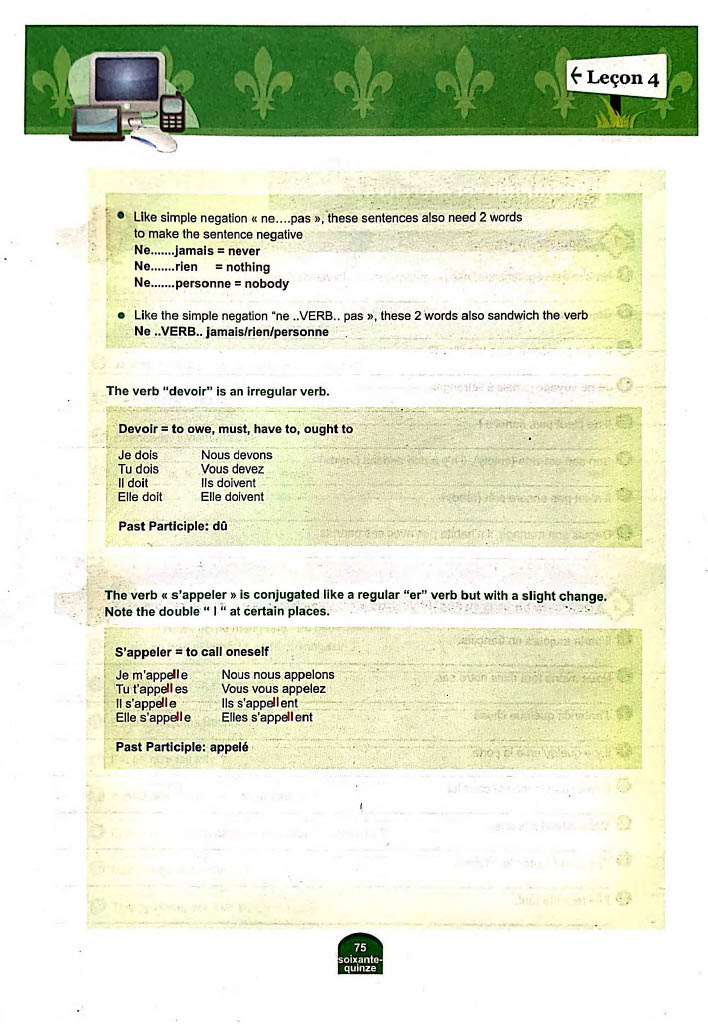 ← Leçon 4
• Like simple negation « ne....pas », these sentences also need 2 words
to make the sentence negative
Ne.......jamais = never
Ne.......rien = nothing
Ne.......personne = nobody
• Like the simple negation "ne ..VERB.. pas », these 2 words also sandwich the verb
Ne ..VERB.. jamais/rien/personne
The verb "devoir" is an irregular verb.
Devoir = to owe, must, have to, ought to
Je dois Nous devons
Tu dois Vous devez
Il doit Ils doivent
Elle doit Elle doivent
Past Participle: dû
The verb « s'appeler » is conjugated like a regular "er" verb but with a slight change.
Note the double " l " at certain places.
S'appeler = to call oneself
Je m'appelle Nous nous appelons
Tu t'appelles Vous vous appelez
Il s'appelle Ils s'appellent
Elle s'appelle Elles s'appellent
Past Participle: appelé
75
soixante-
quinze